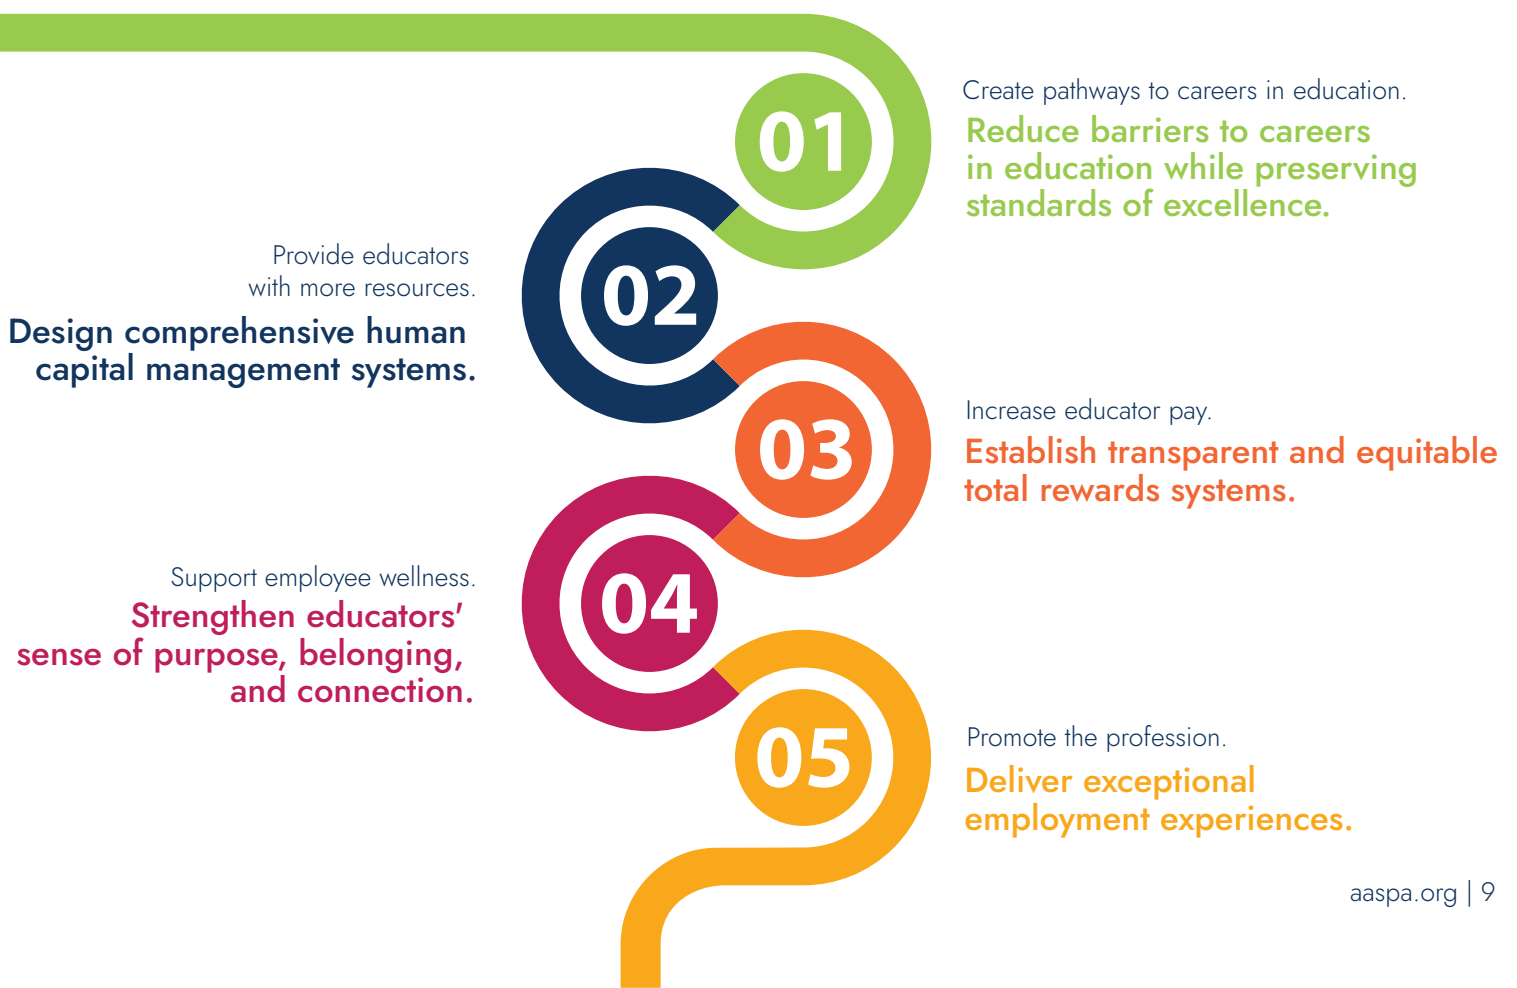 01
Create pathways to careers in education.
Reduce barriers to careers
in education while preserving
standards of excellence.
02
Provide educators
with more resources.
Design comprehensive human
capital management systems.
03
Increase educator pay.
Establish transparent and equitable
total rewards systems.
04
Support employee wellness.
Strengthen educators'
sense of purpose, belonging,
and connection.
05
Promote the profession.
Deliver exceptional
employment experiences.
aaspa.org | 9